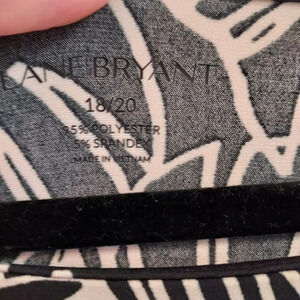 LANE BRYANT
18/20
95% POLYESTER
5% SPANDEX
MADE IN VIETNAM